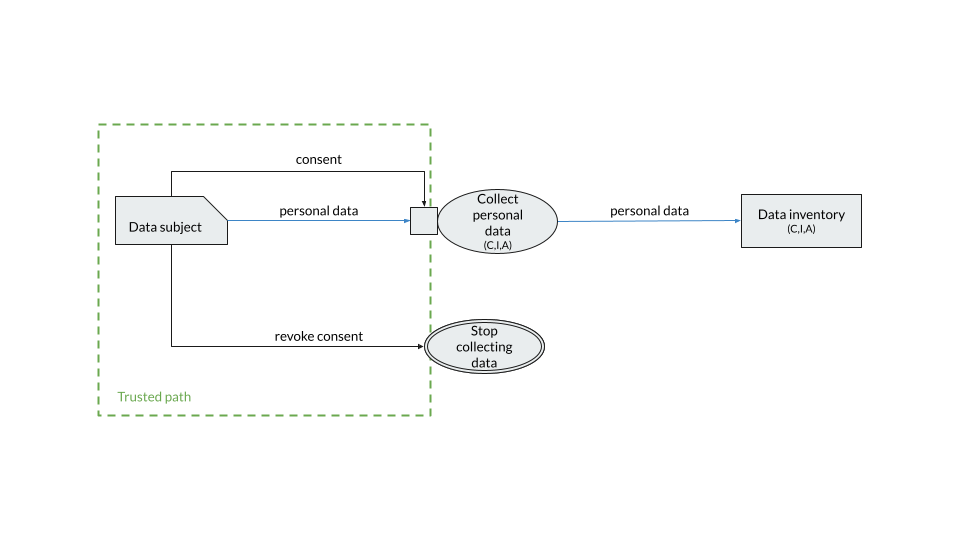 consent
personal data
Data subject
Collect
personal
data
(C,I,A)
personal data
Data inventory
(C,I,A)
revoke consent
Stop
collecting
data
Trusted path